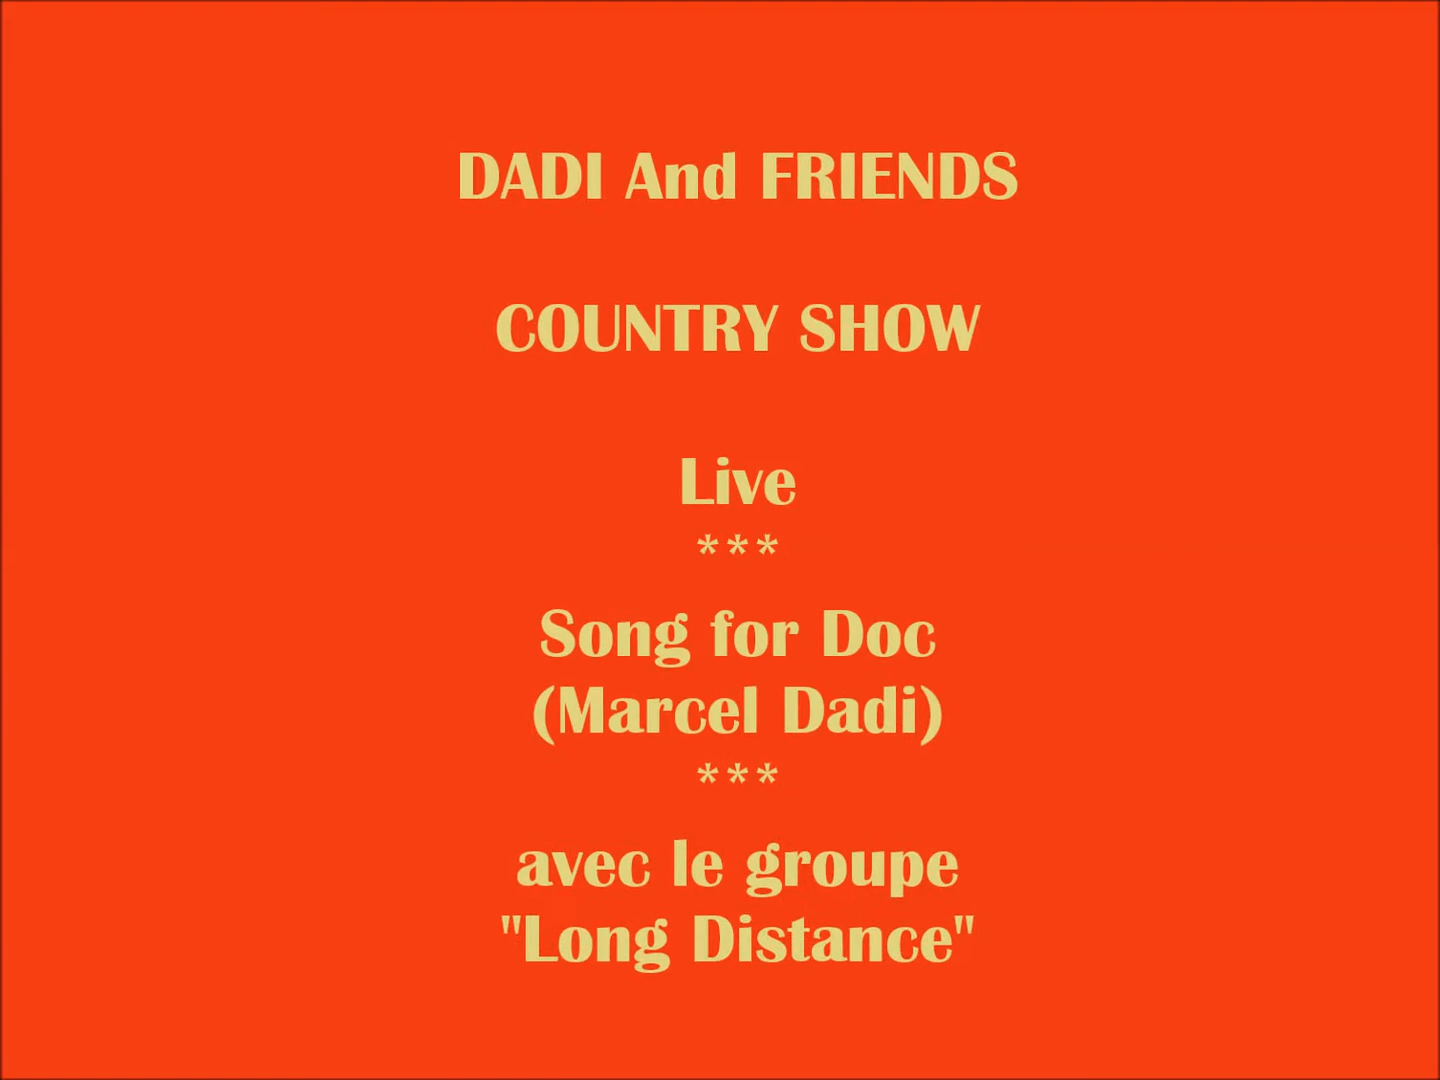 DADI And FRIENDS
COUNTRY SHOW
Live
***
Song for Doc
(Marcel Dadi)
***
avec le groupe
"Long Distance"